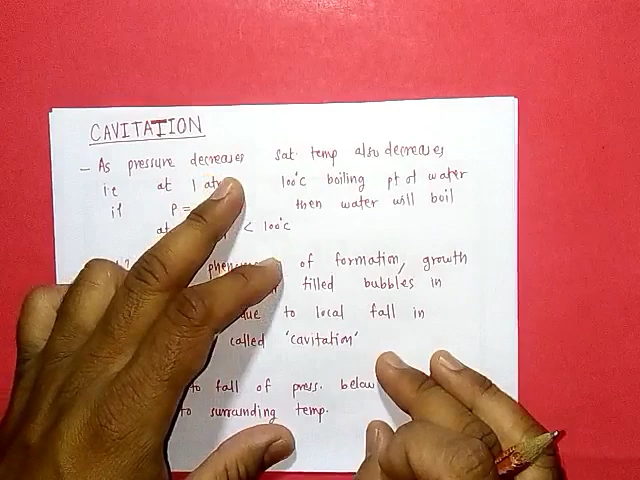 CAVITATION
- As pressure decreases sat. temp also decreases
i.e at 1 atm 100°C boiling pt of water
if P = then water will boil
at < 100°C
of formation, growth
filled bubbles in
due to local fall in
called 'cavitation'
to fall of press. below
to surrunding temp.